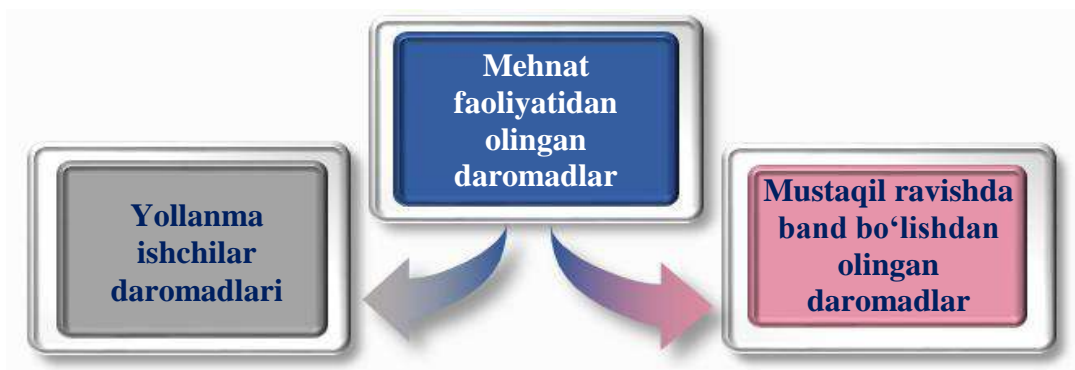 Mehnat
faoliyatidan
olingan
daromadlar
Yollanma
ishchilar
daromadlari
Mustaqil ravishda
band bo‘lishdan
olingan
daromadlar